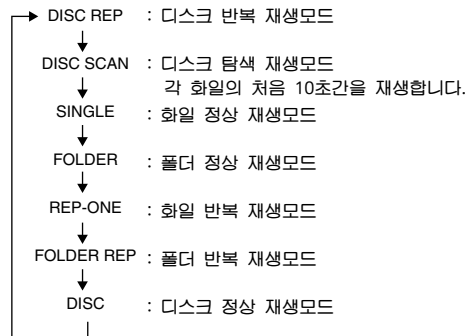 DISC REP : 디스크 반복 재생모드
DISC SCAN : 디스크 탐색 재생모드
각 화일의 처음 10초간을 재생합니다.
SINGLE : 화일 정상 재생모드
FOLDER : 폴더 정상 재생모드
REP-ONE : 화일 반복 재생모드
FOLDER REP : 폴더 반복 재생모드
DISC : 디스크 정상 재생모드